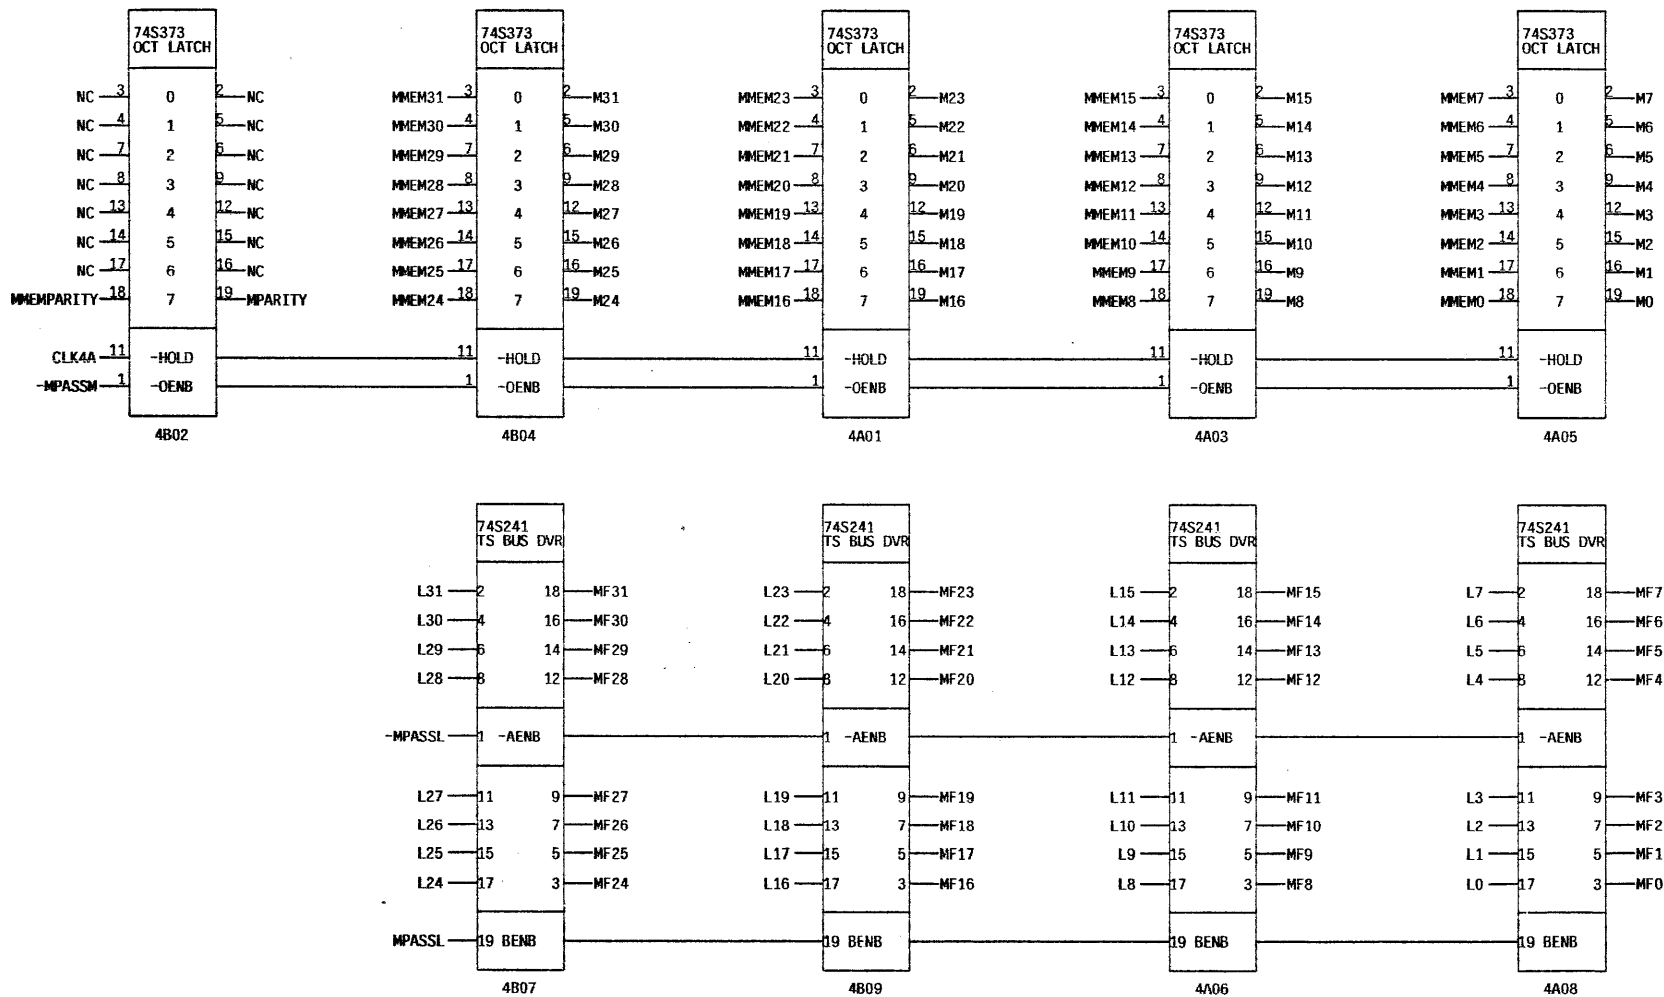 74S373 74S373 74S373 74S373 74S373
OCT LATCH OCT LATCH OCT LATCH OCT LATCH OCT LATCH
NC 3 0 2 NC MMEM31 3 0 2 M31 MMEM23 3 0 2 M23 MMEM15 3 0 2 M15 MMEM7 3 0 2 M7
NC 4 1 5 NC MMEM30 4 1 5 M30 MMEM22 4 1 5 M22 MMEM14 4 1 5 M14 MMEM6 4 1 5 M6
NC 7 2 6 NC MMEM29 7 2 6 M29 MMEM21 7 2 6 M21 MMEM13 7 2 6 M13 MMEM5 7 2 6 M5
NC 8 3 9 NC MMEM28 8 3 9 M28 MMEM20 8 3 9 M20 MMEM12 8 3 9 M12 MMEM4 8 3 9 M4
NC 13 4 12 NC MMEM27 13 4 12 M27 MMEM19 13 4 12 M19 MMEM11 13 4 12 M11 MMEM3 13 4 12 M3
NC 14 5 15 NC MMEM26 14 5 15 M26 MMEM18 14 5 15 M18 MMEM10 14 5 15 M10 MMEM2 14 5 15 M2
NC 17 6 16 NC MMEM25 17 6 16 M25 MMEM17 17 6 16 M17 MMEM9 17 6 16 M9 MMEM1 17 6 16 M1
MMEMPARITY 18 7 19 MPARITY MMEM24 18 7 19 M24 MMEM16 18 7 19 M16 MMEM8 18 7 19 M8 MMEM0 18 7 19 M0
CLK4A 11 -HOLD 11 -HOLD 11 -HOLD 11 -HOLD 11 -HOLD
-MPASSM 1 -OENB 1 -OENB 1 -OENB 1 -OENB 1 -OENB
4B02 4B04 4A01 4A03 4A05
74S241 74S241 74S241 74S241
TS BUS DVR TS BUS DVR TS BUS DVR TS BUS DVR
L31 2 18 MF31 L23 2 18 MF23 L15 2 18 MF15 L7 2 18 MF7
L30 4 16 MF30 L22 4 16 MF22 L14 4 16 MF14 L6 4 16 MF6
L29 6 14 MF29 L21 6 14 MF21 L13 6 14 MF13 L5 6 14 MF5
L28 8 12 MF28 L20 8 12 MF20 L12 8 12 MF12 L4 8 12 MF4
-MPASSL 1 -AENB 1 -AENB 1 -AENB 1 -AENB
L27 11 9 MF27 L19 11 9 MF19 L11 11 9 MF11 L3 11 9 MF3
L26 13 7 MF26 L18 13 7 MF18 L10 13 7 MF10 L2 13 7 MF2
L25 15 5 MF25 L17 15 5 MF17 L9 15 5 MF9 L1 15 5 MF1
L24 17 3 MF24 L16 17 3 MF16 L8 17 3 MF8 L0 17 3 MF0
MPASSL 19 BENB 19 BENB 19 BENB 19 BENB
4B07 4B09 4A06 4A08